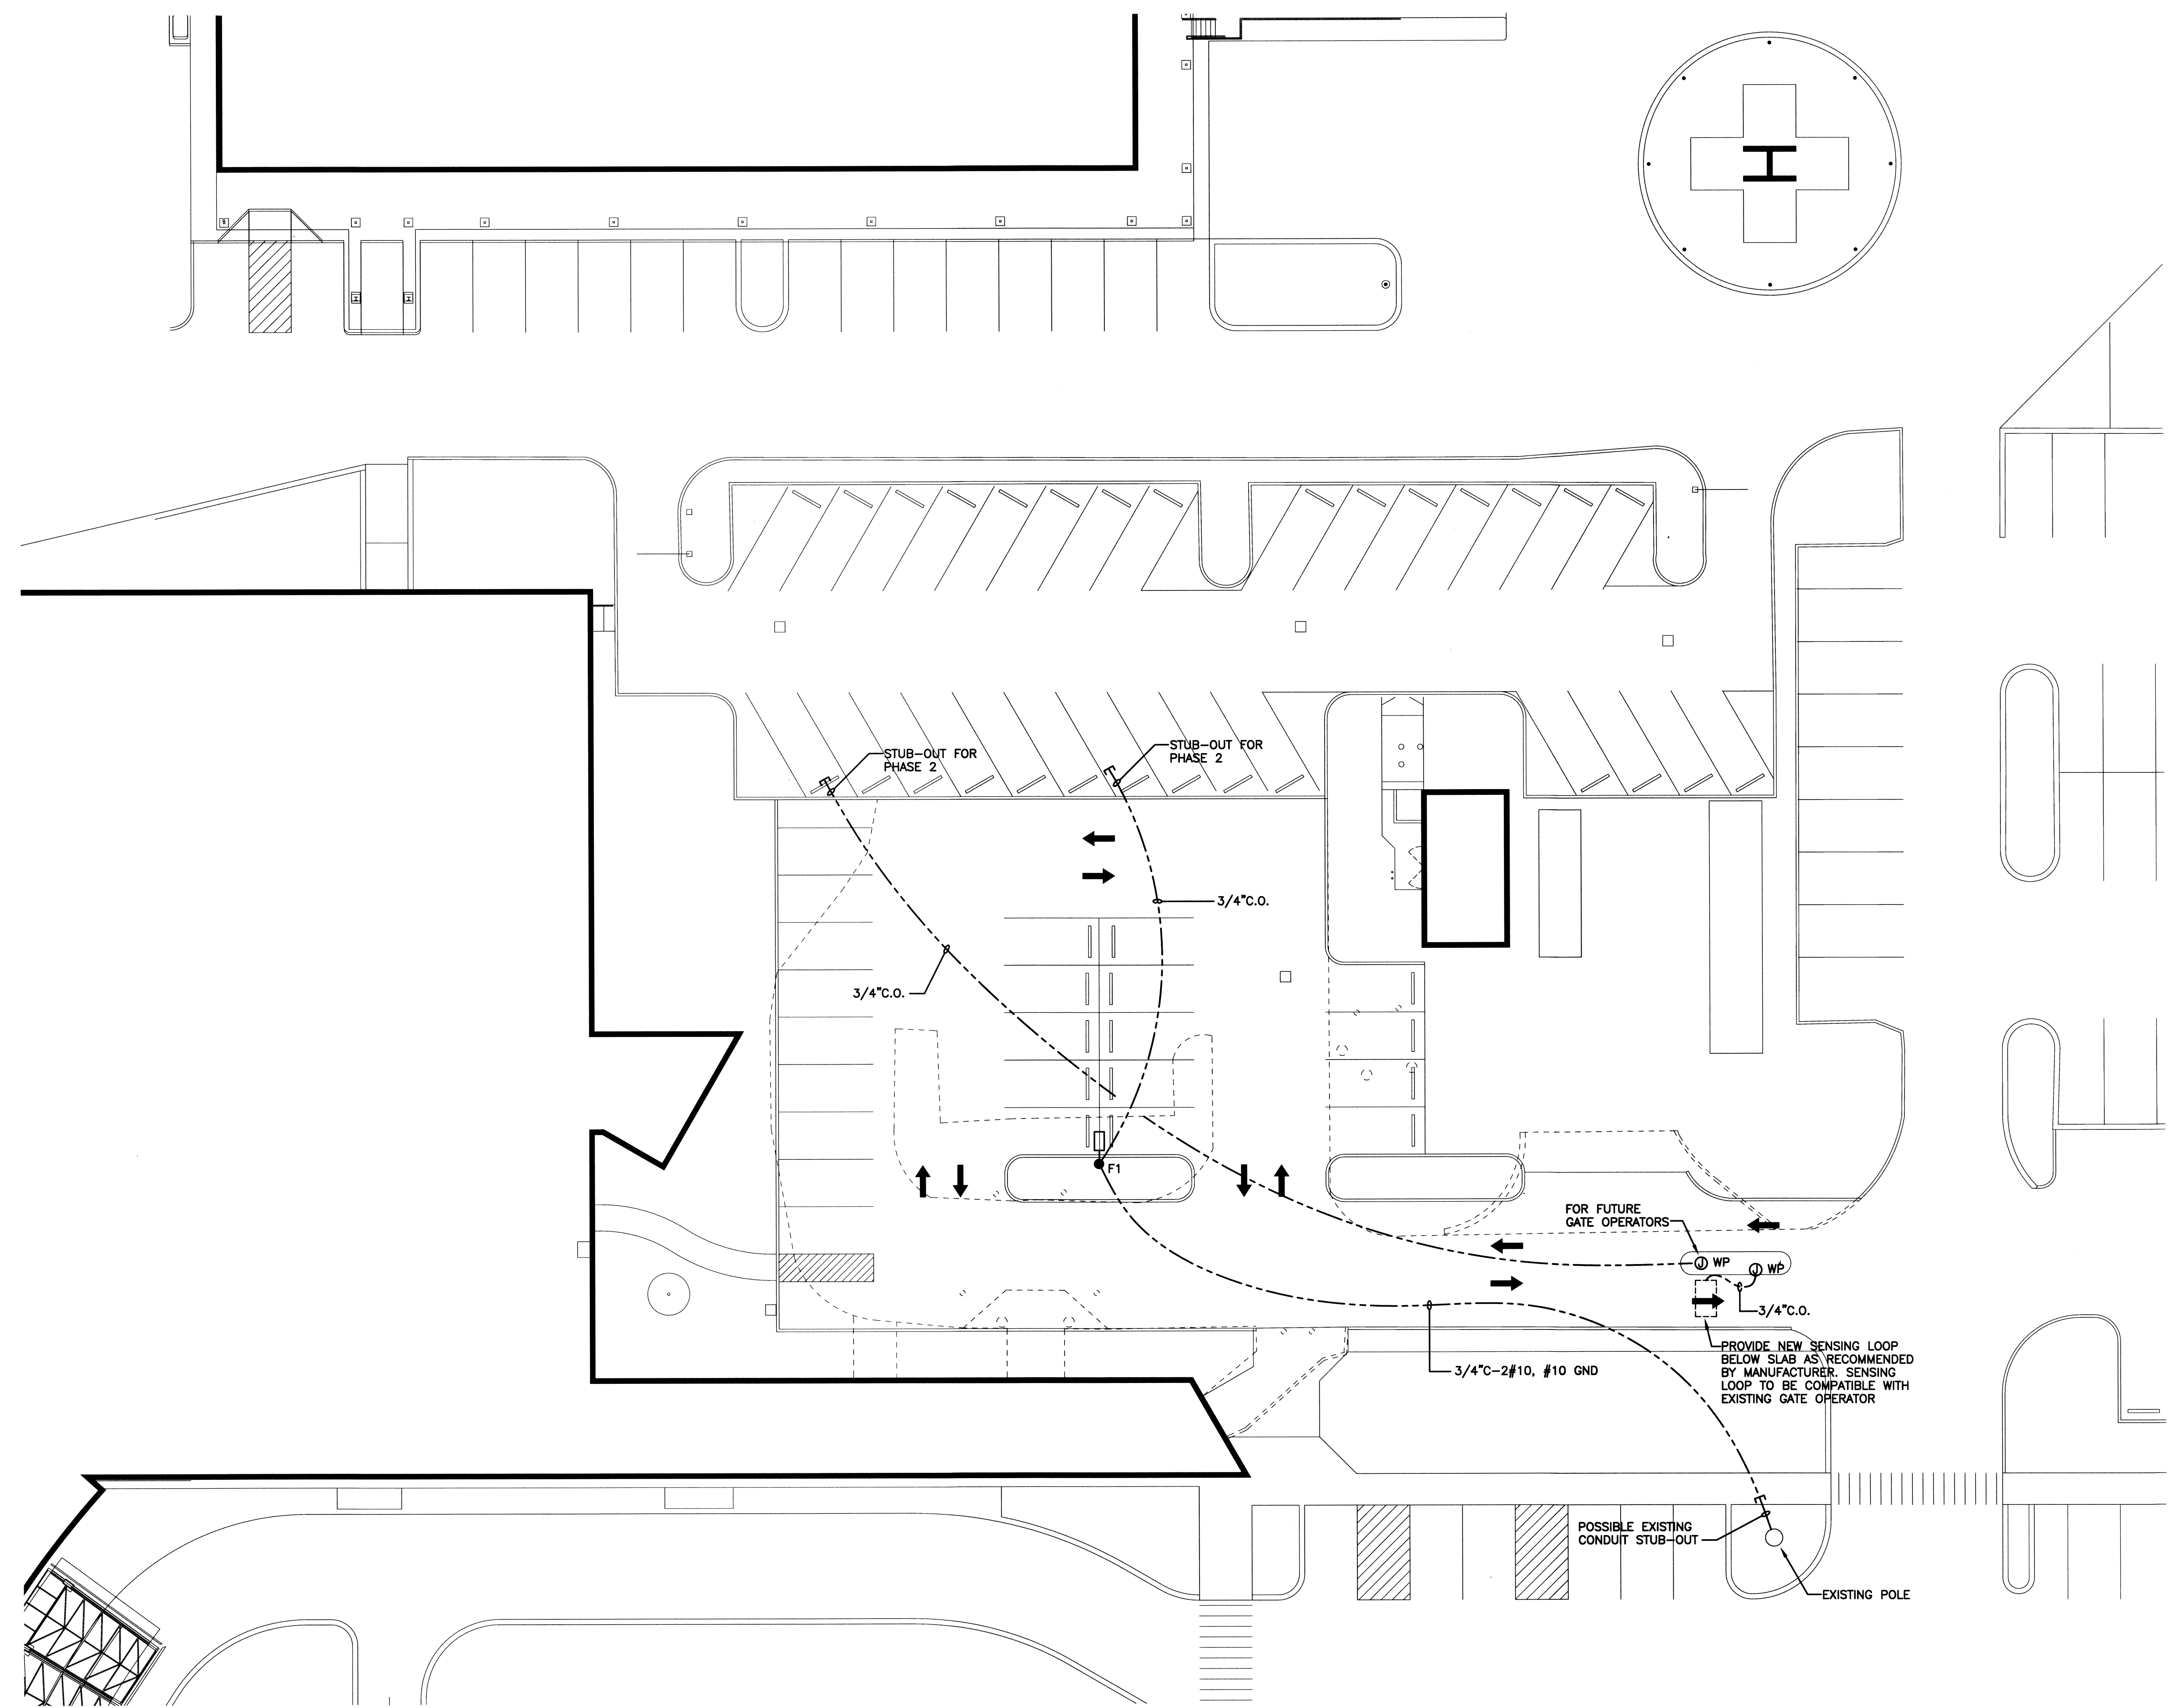 H
STUB-OUT FOR
PHASE 2
STUB-OUT FOR
PHASE 2
3/4"C.O.
3/4"C.O.
F1
FOR FUTURE
GATE OPERATORS
J WP
J WP
3/4"C.O.
PROVIDE NEW SENSING LOOP
BELOW SLAB AS RECOMMENDED
BY MANUFACTURER. SENSING
LOOP TO BE COMPATIBLE WITH
EXISTING GATE OPERATOR
3/4"C-2#10, #10 GND
POSSIBLE EXISTING
CONDUIT STUB-OUT
EXISTING POLE